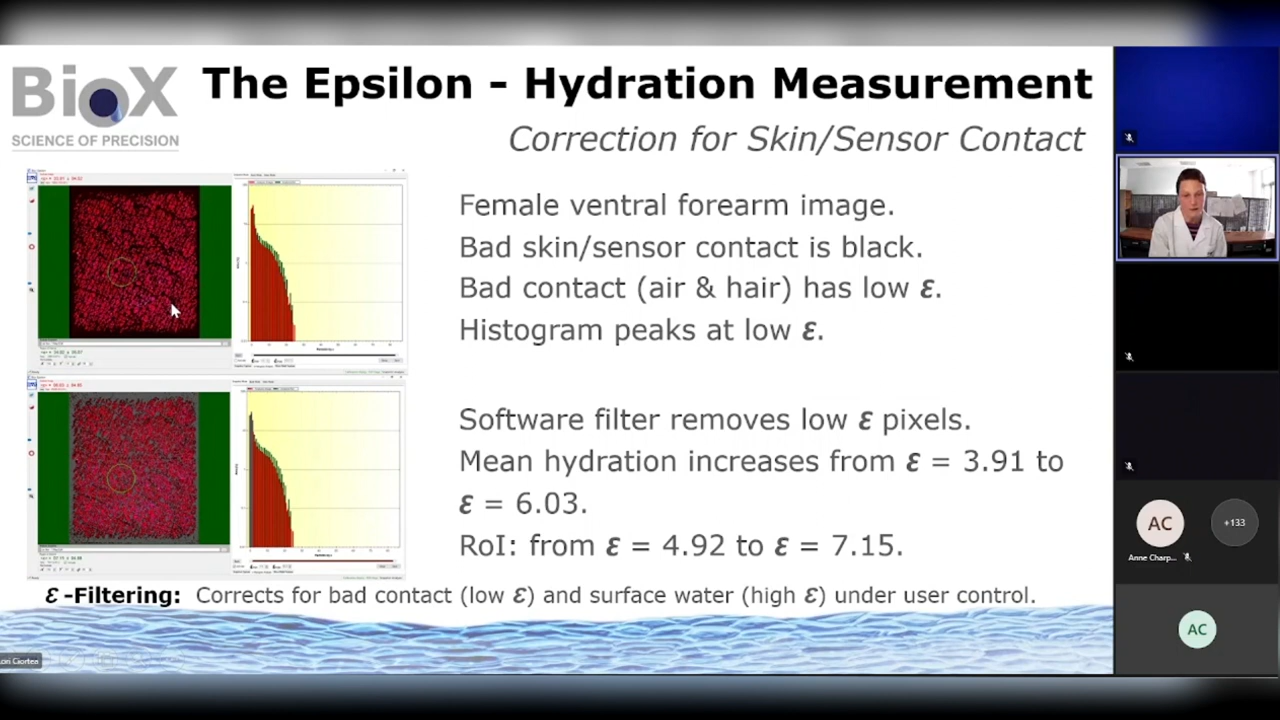 BioX
SCIENCE OF PRECISION
The Epsilon - Hydration Measurement
Correction for Skin/Sensor Contact
Female ventral forearm image.
Bad skin/sensor contact is black.
Bad contact (air & hair) has low ε.
Histogram peaks at low ε.
Software filter removes low ε pixels.
Mean hydration increases from ε = 3.91 to
ε = 6.03.
RoI: from ε = 4.92 to ε = 7.15.
ε -Filtering: Corrects for bad contact (low ε) and surface water (high ε) under user control.
AC
+133
Anne Charp...
AC
Lori Ciortea